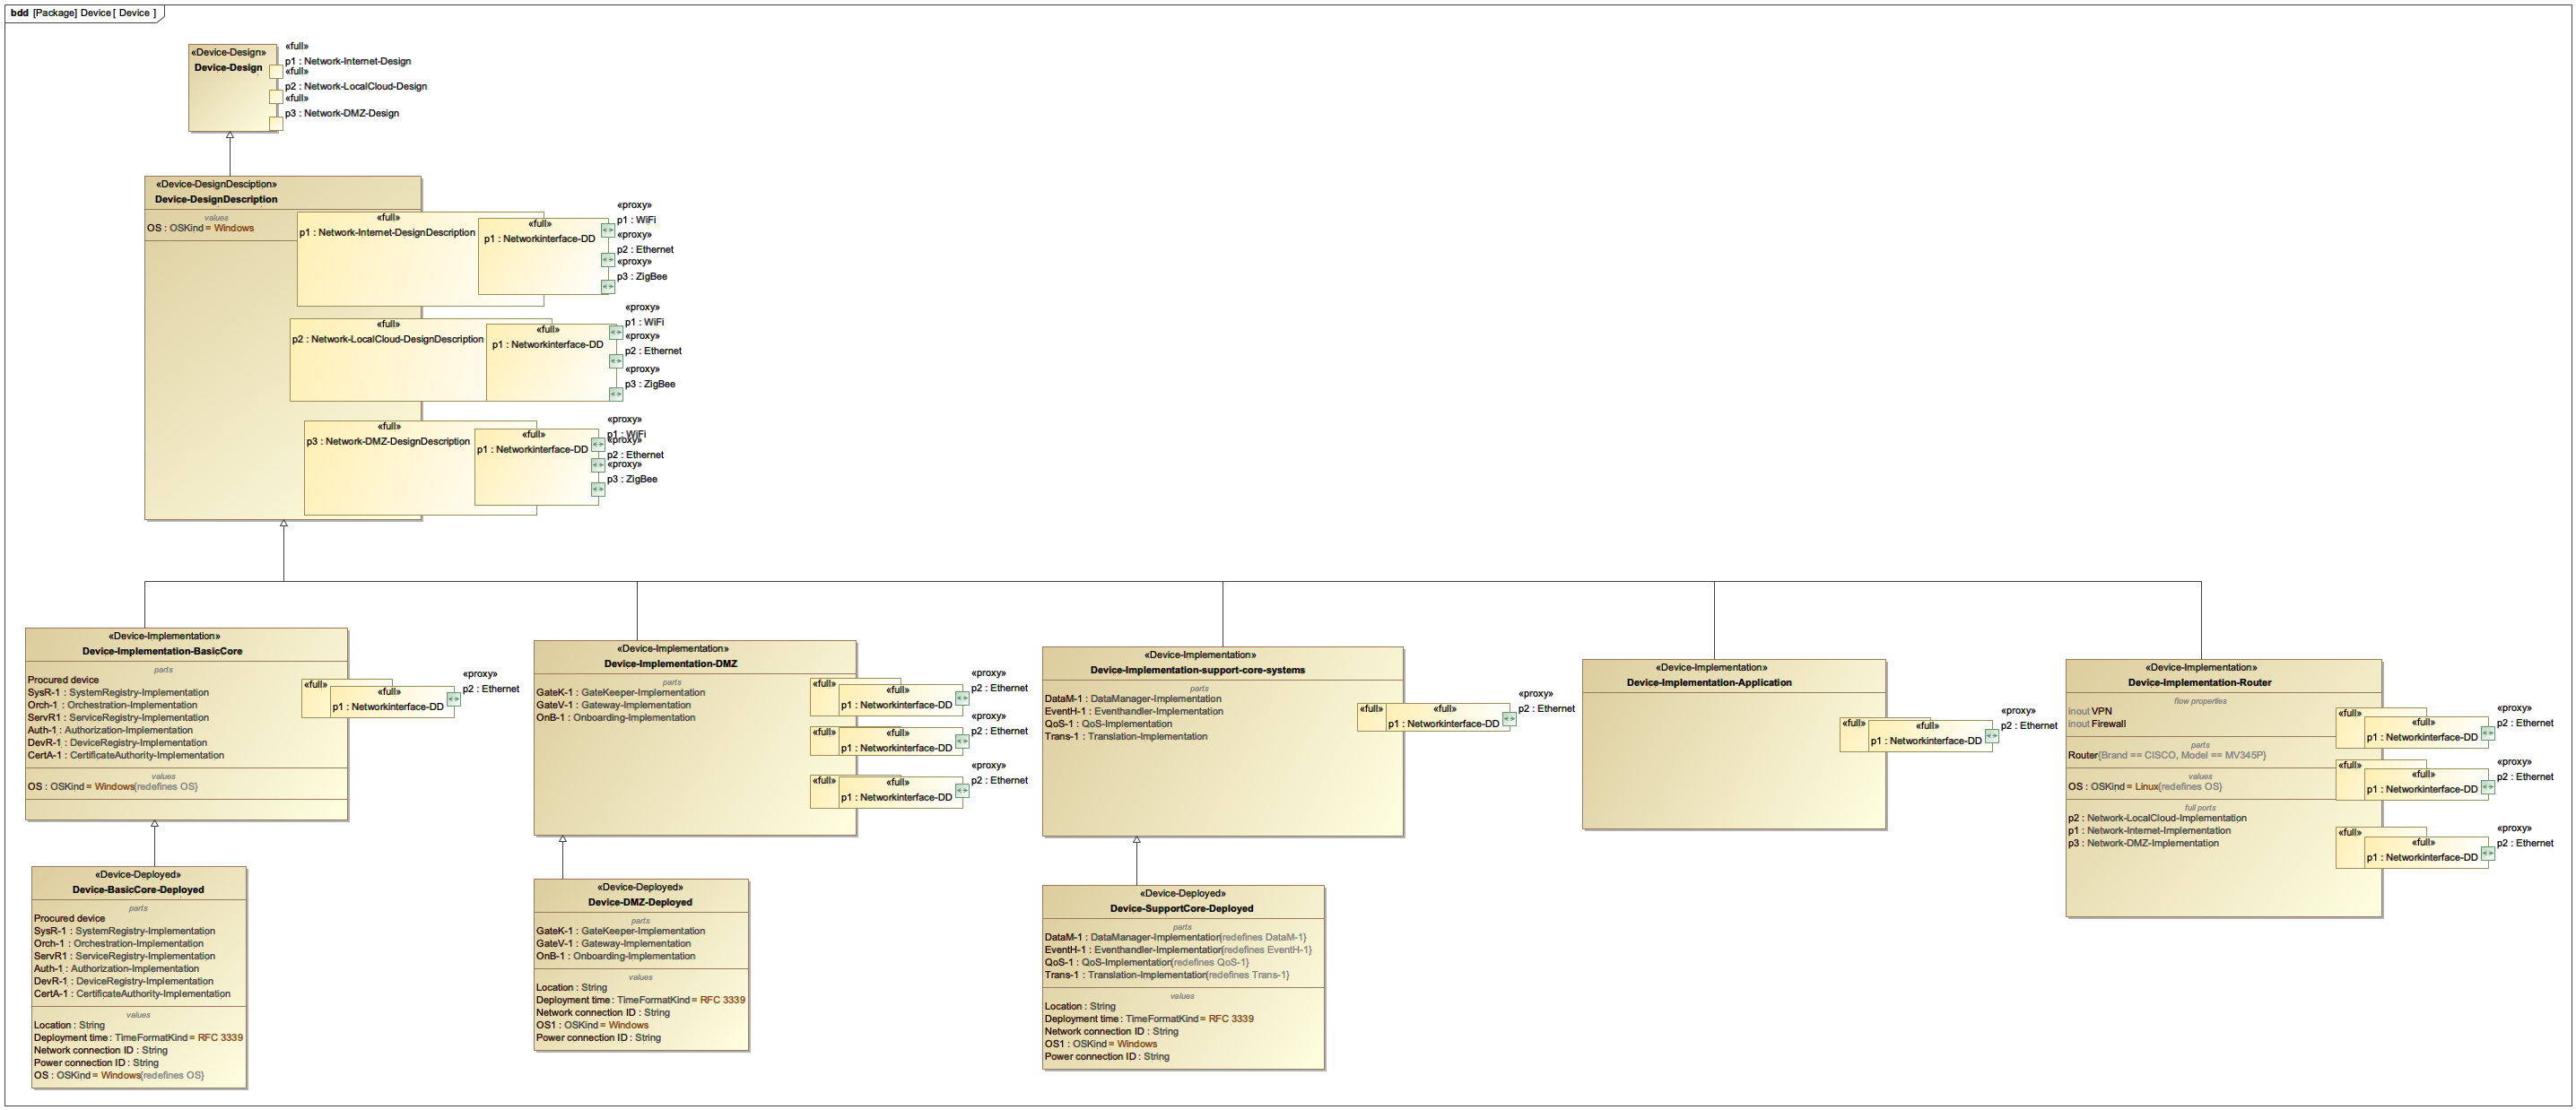 bdd [Package] Device [ Device ]
«Device-Design»
Device-Design
«full»
p1 : Network-Internet-Design
«full»
p2 : Network-LocalCloud-Design
«full»
p3 : Network-DMZ-Design
«Device-DesignDesciption»
Device-DesignDescription
values
OS : OSKind = Windows
«full»
p1 : Network-Internet-DesignDescription
«full»
p1 : Networkinterface-DD
«proxy»
p1 : WiFi
«proxy»
p2 : Ethernet
«proxy»
p3 : ZigBee
«full»
p2 : Network-LocalCloud-DesignDescription
«full»
p1 : Networkinterface-DD
«proxy»
p1 : WiFi
«proxy»
p2 : Ethernet
«proxy»
p3 : ZigBee
«full»
p3 : Network-DMZ-DesignDescription
«full»
p1 : Networkinterface-DD
«proxy»
p1 : WiFi
«proxy»
p2 : Ethernet
«proxy»
p3 : ZigBee
«Device-Implementation»
Device-Implementation-BasicCore
parts
Procured device
SysR-1 : SystemRegistry-Implementation
Orch-1 : Orchestration-Implementation
ServR1 : ServiceRegistry-Implementation
Auth-1 : Authorization-Implementation
DevR-1 : DeviceRegistry-Implementation
CertA-1 : CertificateAuthority-Implementation
values
OS : OSKind = Windows{redefines OS}
«full»
«full»
p1 : Networkinterface-DD
«proxy»
p2 : Ethernet
«Device-Implementation»
Device-Implementation-DMZ
parts
GateK-1 : GateKeeper-Implementation
GateV-1 : Gateway-Implementation
OnB-1 : Onboarding-Implementation
«full»
«full»
p1 : Networkinterface-DD
«proxy»
p2 : Ethernet
«full»
«full»
p1 : Networkinterface-DD
«proxy»
p2 : Ethernet
«full»
«full»
p1 : Networkinterface-DD
«proxy»
p2 : Ethernet
«Device-Implementation»
Device-Implementation-support-core-systems
parts
DataM-1 : DataManager-Implementation
EventH-1 : Eventhandler-Implementation
QoS-1 : QoS-Implementation
Trans-1 : Translation-Implementation
«full»
«full»
p1 : Networkinterface-DD
«proxy»
p2 : Ethernet
«Device-Implementation»
Device-Implementation-Application
«full»
«full»
p1 : Networkinterface-DD
«proxy»
p2 : Ethernet
«Device-Implementation»
Device-Implementation-Router
flow properties
inout VPN
inout Firewall
parts
Router{Brand == CISCO, Model == MV345P}
values
OS : OSKind = Linux{redefines OS}
full ports
p2 : Network-LocalCloud-Implementation
p1 : Network-Internet-Implementation
p3 : Network-DMZ-Implementation
«full»
«full»
p1 : Networkinterface-DD
«proxy»
p2 : Ethernet
«full»
«full»
p1 : Networkinterface-DD
«proxy»
p2 : Ethernet
«full»
«full»
p1 : Networkinterface-DD
«proxy»
p2 : Ethernet
«Device-Deployed»
Device-BasicCore-Deployed
parts
Procured device
SysR-1 : SystemRegistry-Implementation
Orch-1 : Orchestration-Implementation
ServR1 : ServiceRegistry-Implementation
Auth-1 : Authorization-Implementation
DevR-1 : DeviceRegistry-Implementation
CertA-1 : CertificateAuthority-Implementation
values
Location : String
Deployment time : TimeFormatKind = RFC 3339
Network connection ID : String
Power connection ID : String
OS : OSKind = Windows{redefines OS}
«Device-Deployed»
Device-DMZ-Deployed
parts
GateK-1 : GateKeeper-Implementation
GateV-1 : Gateway-Implementation
OnB-1 : Onboarding-Implementation
values
Location : String
Deployment time : TimeFormatKind = RFC 3339
Network connection ID : String
OS1 : OSKind = Windows
Power connection ID : String
«Device-Deployed»
Device-SupportCore-Deployed
parts
DataM-1 : DataManager-Implementation{redefines DataM-1}
EventH-1 : Eventhandler-Implementation{redefines EventH-1}
QoS-1 : QoS-Implementation{redefines QoS-1}
Trans-1 : Translation-Implementation{redefines Trans-1}
values
Location : String
Deployment time : TimeFormatKind = RFC 3339
Network connection ID : String
OS1 : OSKind = Windows
Power connection ID : String